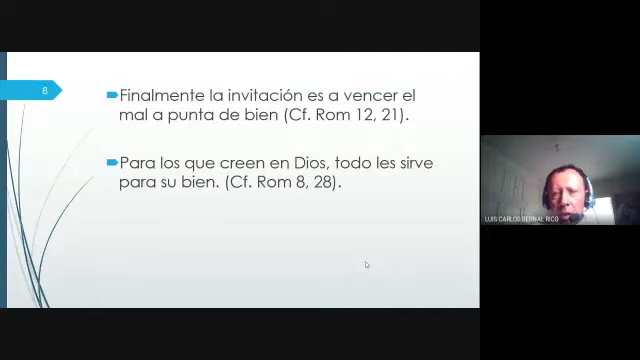 8
Finalmente la invitación es a vencer el
mal a punta de bien (Cf. Rom 12, 21).
Para los que creen en Dios, todo les sirve
para su bien. (Cf. Rom 8, 28).
LUIS CARLOS BERNAL RICO